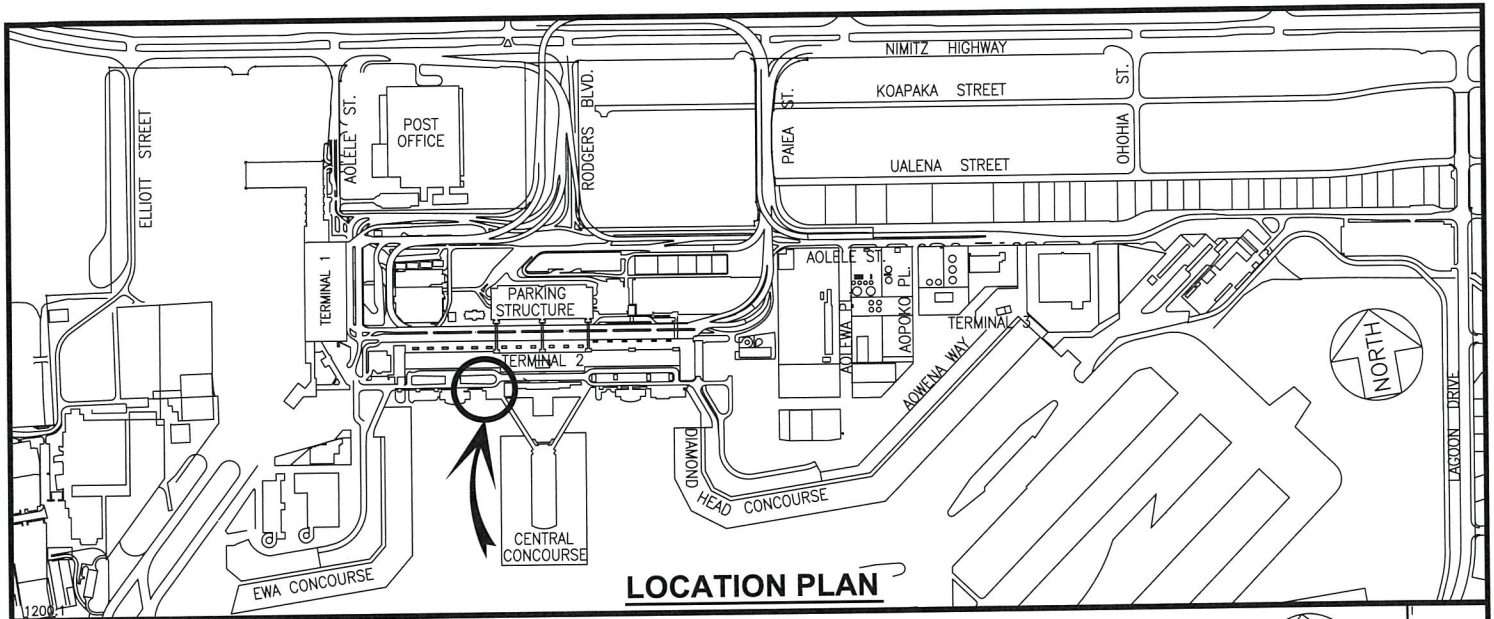 NIMITZ HIGHWAY
KOAPAKA STREET
UALENA STREET
ELLIOTT STREET
AOLELE ST.
POST
OFFICE
RODGERS BLVD.
PAIEA ST.
OHOHIA ST.
TERMINAL 1
PARKING
STRUCTURE
TERMINAL 2
AOLELE ST.
AOPOKO PL.
TERMINAL 3
AOWENA WAY
NORTH
LAGOON DRIVE
DIAMOND
HEAD CONCOURSE
CENTRAL
CONCOURSE
EWA CONCOURSE
LOCATION PLAN